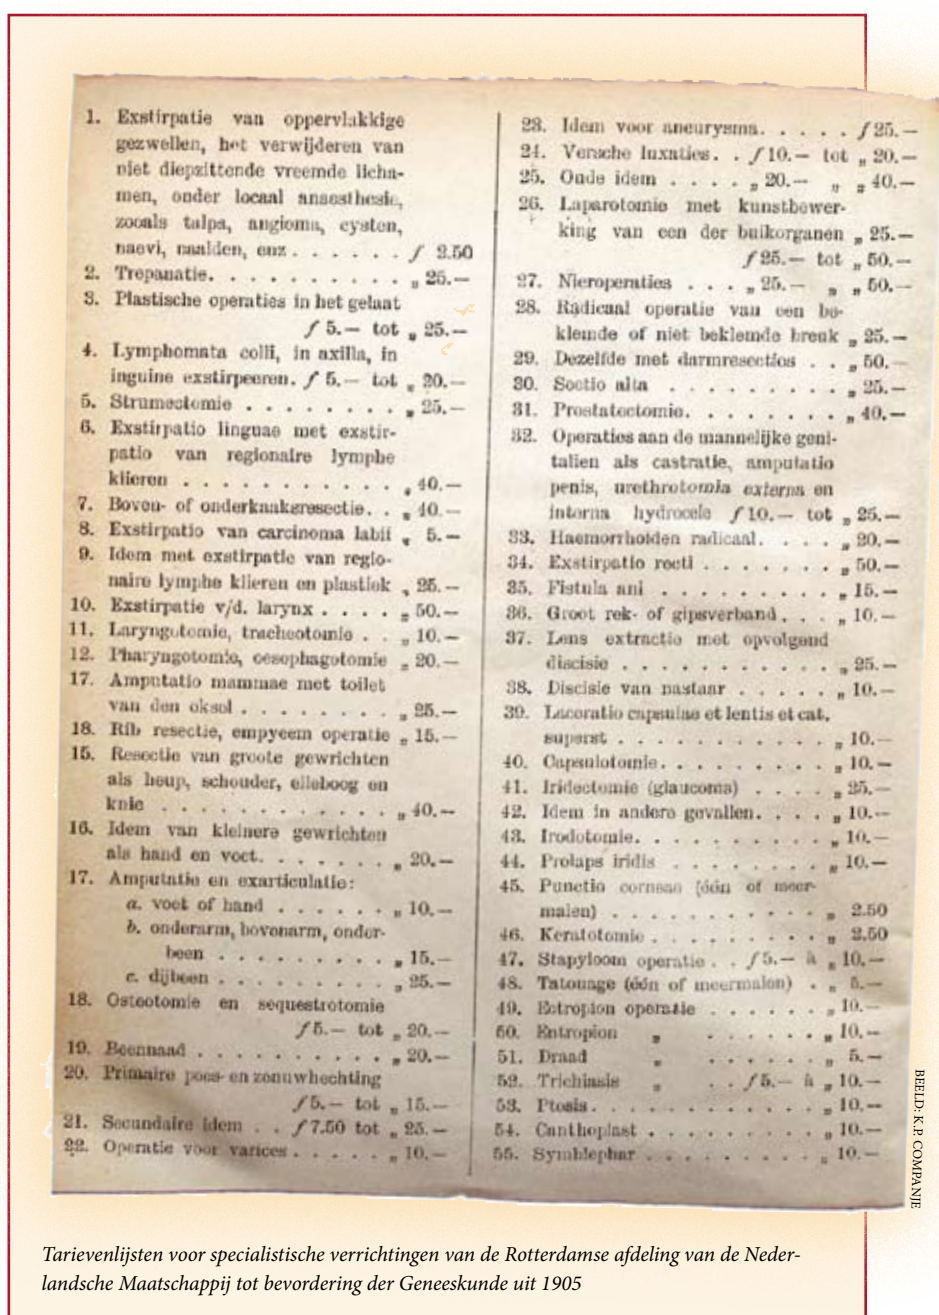 1. Exstirpatie van oppervlakkige
gezwellen, het verwijderen van
niet diepzittende vreemde licha-
men, onder locaal anaesthesie,
zooals talpa, angioma, cysten,
naevi, naalden, enz . . . . . . ƒ 2.50
2. Trepanatie. . . . . . . . . . „ 25.—
3. Plastische operaties in het gelaat
ƒ 5.— tot „ 25.—
4. Lymphomata colli, in axilla, in
inguine exstirpeeren. ƒ 5.— tot „ 20.—
5. Strumectomie . . . . . . . . „ 25.—
6. Exstirpatio linguae met exstir-
patio van regionaire lymphe
klieren . . . . . . . . . . . „ 40.—
7. Boven- of onderkaaksresectie. . „ 40.—
8. Exstirpatio van carcinoma labii „ 5.—
9. Idem met exstirpatie van regio-
naire lymphe klieren en plastiek „ 25.—
10. Exstirpatie v/d. larynx . . . . „ 50.—
11. Laryngotomie, tracheotomie . . „ 10.—
12. Pharyngotomie, oesophagotomie „ 20.—
17. Amputatio mammae met toilet
van den oksel . . . . . . . . „ 25.—
18. Rib resectie, empyeem operatie „ 15.—
15. Resectie van groote gewrichten
als heup, schouder, elleboog en
knie . . . . . . . . . . . „ 40.—
16. Idem van kleinere gewrichten
als hand en voet. . . . . . . „ 20.—
17. Amputatie en exarticulatie:
a. voet of hand . . . . . . „ 10.—
b. onderarm, bovenarm, onder-
been . . . . . . . . . „ 15.—
c. dijbeen . . . . . . . . . „ 25.—
18. Osteotomie en sequestrotomie
ƒ 5.— tot „ 20.—
19. Beennaad . . . . . . . . . . „ 20.—
20. Primaire pees- en zenuwhechting
ƒ 5.— tot „ 15.—
21. Secundaire idem . . ƒ 7.50 tot „ 25.—
22. Operatie voor varices . . . . . „ 10.—
23. Idem voor aneurysma. . . . . ƒ 25.—
24. Versche luxaties. . ƒ 10.— tot „ 20.—
25. Oude idem . . . . „ 20.— „ „ 40.—
26. Laparotomie met kunstbewer-
king van een der buikorganen „ 25.—
ƒ 25.— tot „ 50.—
27. Nieroperaties . . . „ 25.— „ „ 50.—
28. Radicaal operatie van een be-
klemde of niet beklemde breuk „ 25.—
29. Dezelfde met darmresecties . . „ 50.—
30. Sectio alta . . . . . . . . . „ 25.—
31. Prostatectomie. . . . . . . . „ 40.—
32. Operaties aan de mannelijke geni-
taliën als castratie, amputatio
penis, urethrotomia externa en
interna hydrocele ƒ 10.— tot „ 25.—
33. Haemorrhoïden radicaal. . . . „ 20.—
34. Exstirpatio recti . . . . . . . „ 50.—
35. Fistula ani . . . . . . . . . „ 15.—
36. Groot rek- of gipsverband. . . „ 10.—
37. Lens extractie met opvolgend
discisie . . . . . . . . . . . „ 25.—
38. Discisie van nastaar . . . . . „ 10.—
39. Laceratio capsulae et lentis et cat.
superst . . . . . . . . . . . „ 10.—
40. Capsulotomie. . . . . . . . . „ 10.—
41. Iridectomie (glaucoma) . . . . „ 25.—
42. Idem in andere gevallen. . . . „ 10.—
43. Irodotomie. . . . . . . . . . „ 10.—
44. Prolaps iridis . . . . . . . . „ 10.—
45. Punctio corneae (één of meer-
malen) . . . . . . . . . . . „ 2.50
46. Keratotomie . . . . . . . . . „ 2.50
47. Stapyloom operatie . . ƒ 5.— à „ 10.—
48. Tatouage (één of meermalen) . „ 5.—
49. Ectropion operatie . . . . . . „ 10.—
50. Entropion „ . . . . . . „ 10.—
51. Draad „ . . . . . . „ 5.—
52. Trichiasis „ . . ƒ 5.— à „ 10.—
53. Ptosis. . . . . . . . . . . . „ 10.—
54. Canthoplast . . . . . . . . . „ 10.—
55. Symblephar . . . . . . . . . „ 10.—
BEELD: K.P. COMPANJE
Tarievenlijsten voor specialistische verrichtingen van de Rotterdamse afdeling van de Neder-
landsche Maatschappij tot bevordering der Geneeskunde uit 1905